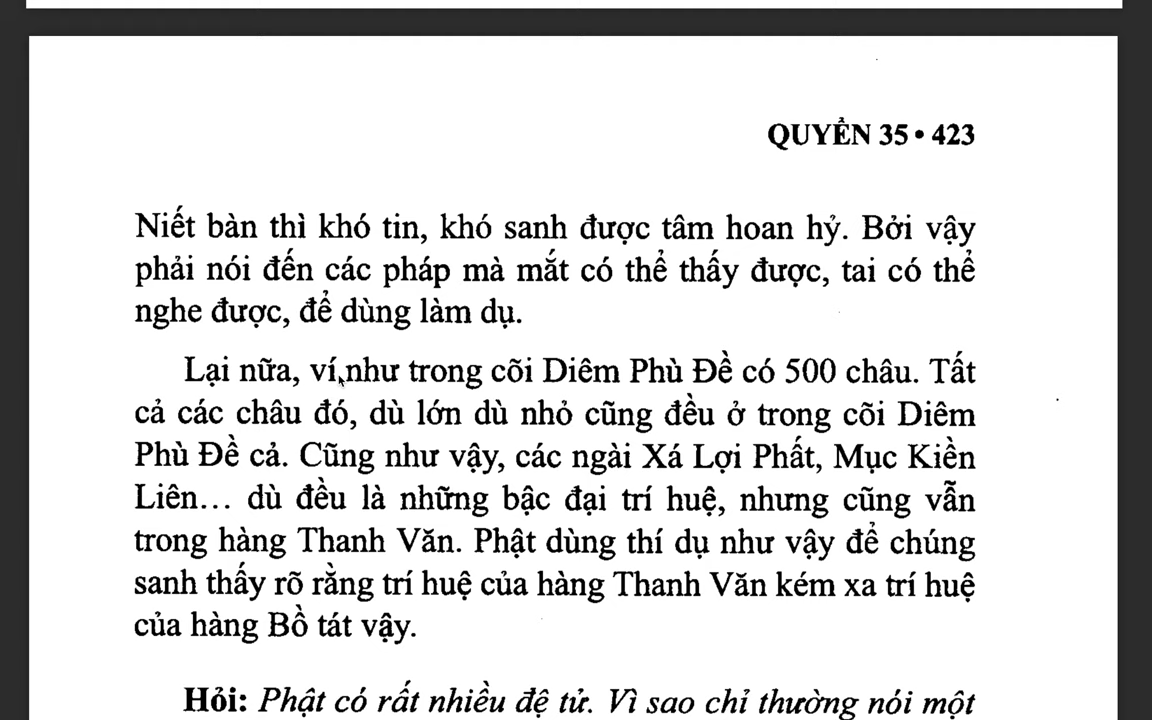 QUYỂN 35 • 423
Niết bàn thì khó tin, khó sanh được tâm hoan hỷ. Bởi vậy
phải nói đến các pháp mà mắt có thể thấy được, tai có thể
nghe được, để dùng làm dụ.
Lại nữa, ví như trong cõi Diêm Phù Đề có 500 châu. Tất
cả các châu đó, dù lớn dù nhỏ cũng đều ở trong cõi Diêm
Phù Đề cả. Cũng như vậy, các ngài Xá Lợi Phất, Mục Kiền
Liên... dù đều là những bậc đại trí huệ, nhưng cũng vẫn
trong hàng Thanh Văn. Phật dùng thí dụ như vậy để chúng
sanh thấy rõ rằng trí huệ của hàng Thanh Văn kém xa trí huệ
của hàng Bồ tát vậy.
Hỏi: Phật có rất nhiều đệ tử. Vì sao chỉ thường nói một